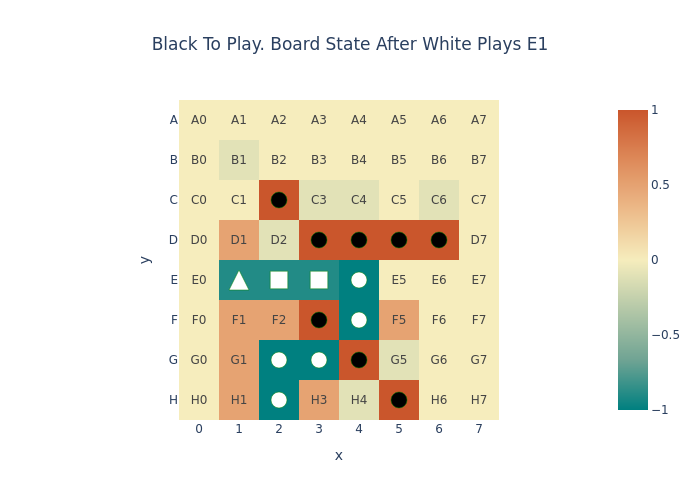 Black To Play. Board State After White Plays E1
A A0 A1 A2 A3 A4 A5 A6 A7
B B0 B1 B2 B3 B4 B5 B6 B7
C C0 C1 C3 C4 C5 C6 C7
D D0 D1 D2 D7
E E0 E5 E6 E7
F F0 F1 F2 F5 F6 F7
G G0 G1 G5 G6 G7
H H0 H1 H3 H4 H6 H7
0 1 2 3 4 5 6 7
x
y
1
0.5
0
−0.5
−1